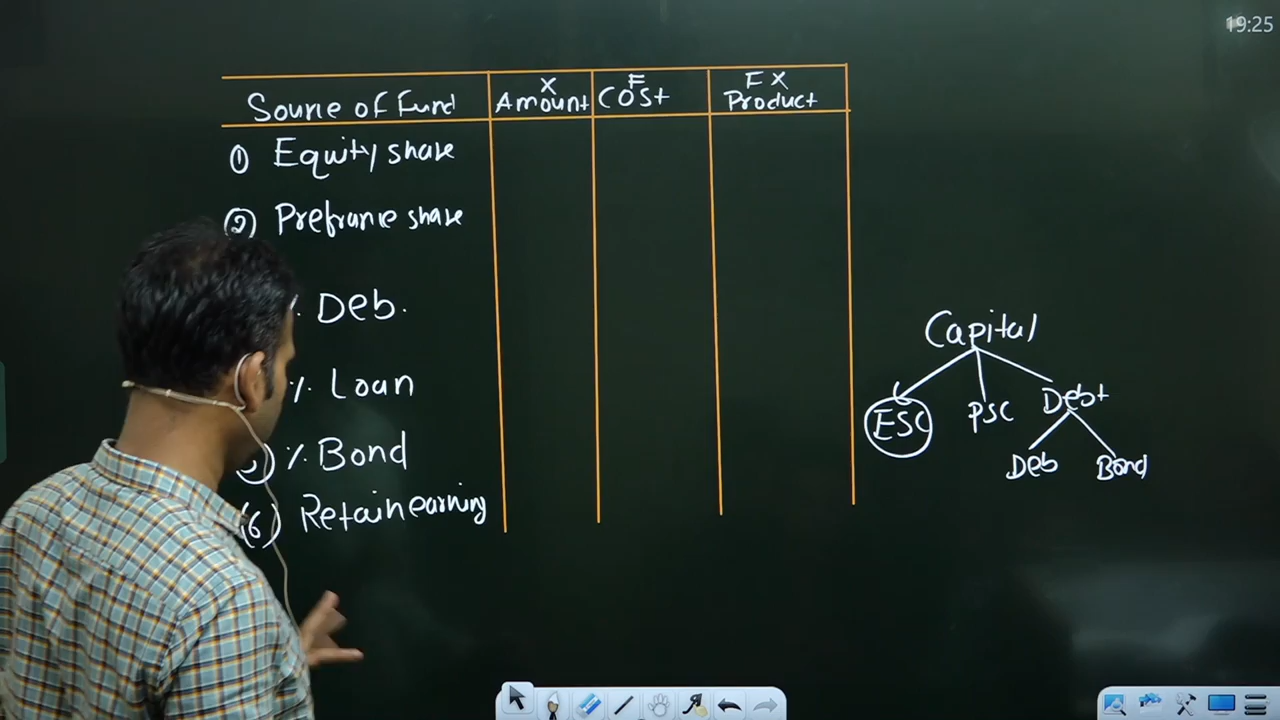 19:25
X F F X
Source of Fund Amount Cost Product
① Equity share
② Prefranie share
%. Deb.
%. Loan
%. Bond
(6) Retain earning
Capital
ESC PSC Debt
Deb Bond